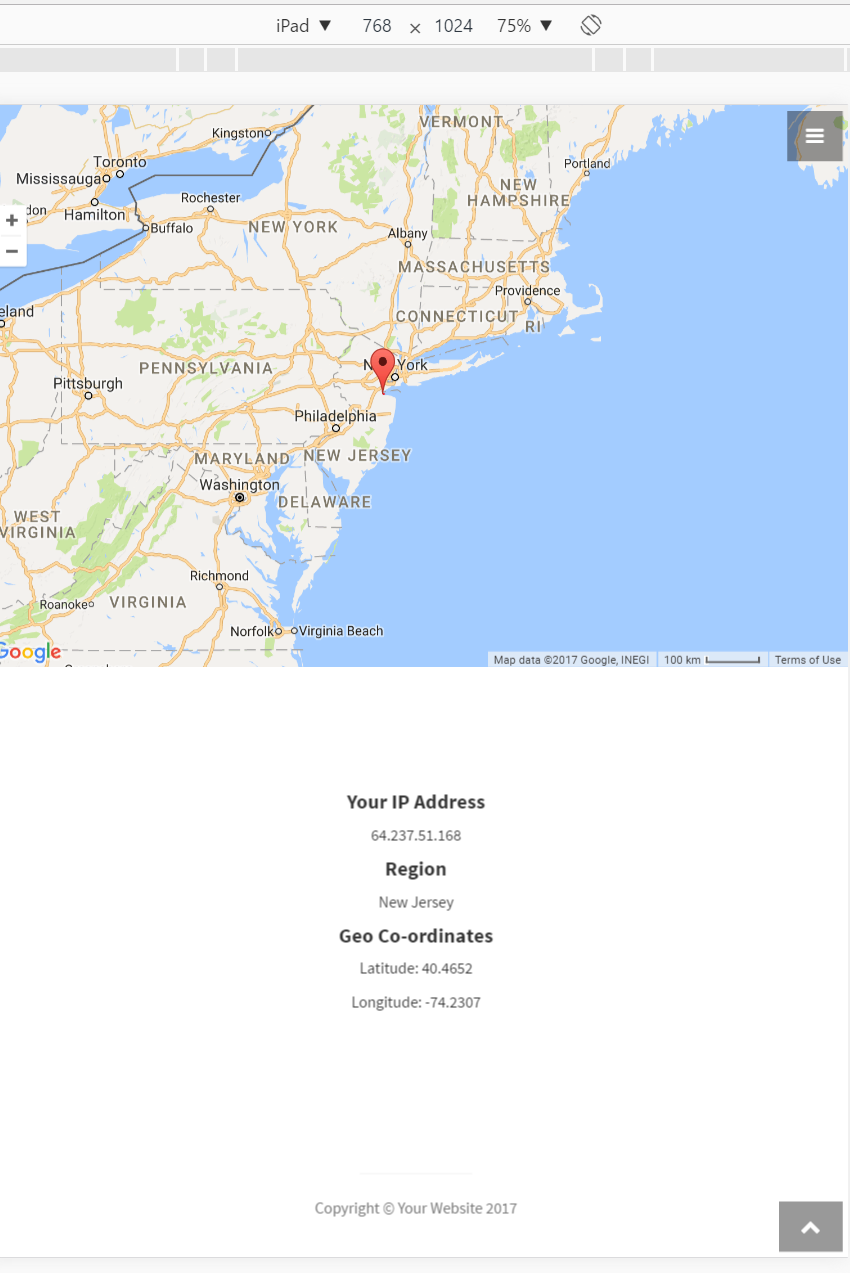 iPad ▼ 768 × 1024 75% ▼
VERMONT
Kingston
Toronto
Portland
Mississauga
NEW
HAMPSHIRE
Rochester
don
Hamilton
Buffalo
NEW YORK
Albany
+
−
MASSACHUSETTS
Providence
eland
CONNECTICUT
RI
New York
PENNSYLVANIA
Pittsburgh
Philadelphia
MARYLAND
NEW JERSEY
Washington
DELAWARE
WEST
VIRGINIA
Richmond
Roanoke
VIRGINIA
Norfolk
Virginia Beach
Google
Map data ©2017 Google, INEGI 100 km Terms of Use
Your IP Address
64.237.51.168
Region
New Jersey
Geo Co-ordinates
Latitude: 40.4652
Longitude: -74.2307
Copyright © Your Website 2017